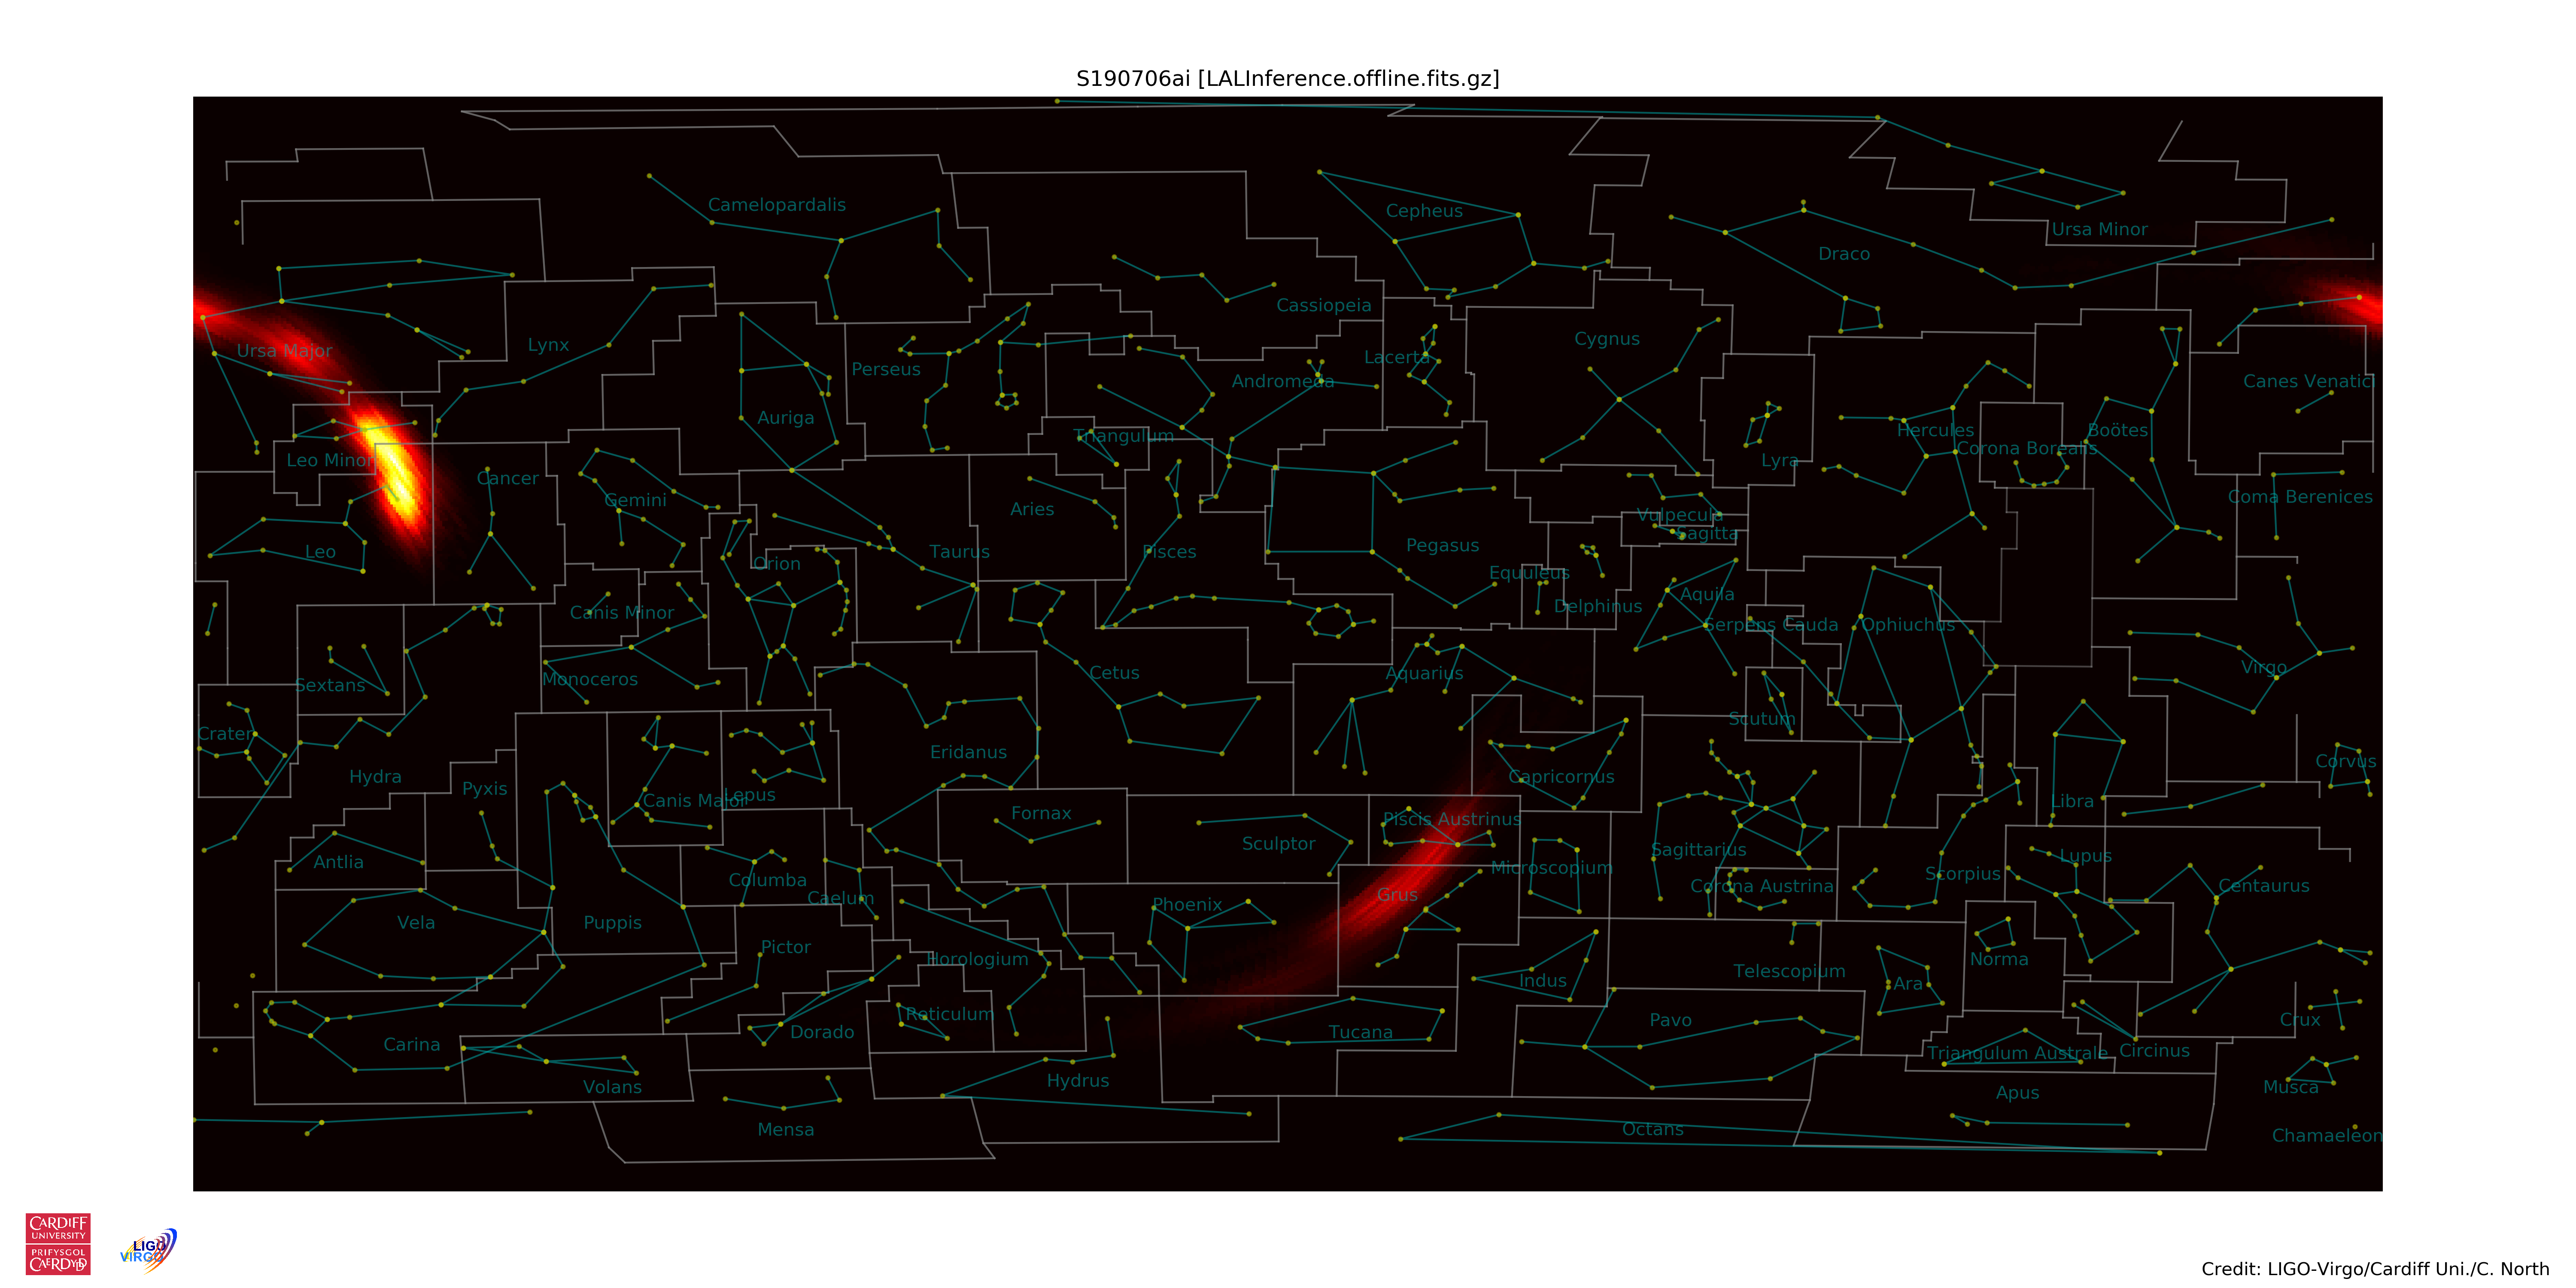 S190706ai [LALInference.offline.fits.gz]
Camelopardalis
Cepheus
Ursa Minor
Draco
Cassiopeia
Cygnus
Lynx
Ursa Major
Lacerta
Perseus
Andromeda
Canes Venatici
Auriga
Hercules
Boötes
Triangulum
Corona Borealis
Leo Minor
Lyra
Cancer
Coma Berenices
Gemini
Aries
Vulpecula
Sagitta
Pegasus
Leo
Taurus
Pisces
Orion
Equuleus
Aquila
Delphinus
Canis Minor
Serpens Cauda
Ophiuchus
Virgo
Cetus
Aquarius
Monoceros
Sextans
Scutum
Crater
Eridanus
Corvus
Hydra
Capricornus
Pyxis
Lepus
Canis Major
Libra
Fornax
Piscis Austrinus
Sculptor
Sagittarius
Lupus
Antlia
Microscopium
Scorpius
Columba
Corona Austrina
Centaurus
Grus
Caelum
Phoenix
Vela
Puppis
Pictor
Horologium
Norma
Telescopium
Indus
Ara
Reticulum
Pavo
Crux
Dorado
Tucana
Carina
Circinus
Triangulum Australe
Hydrus
Volans
Musca
Apus
Mensa
Octans
Chamaeleon
CARDIFF
UNIVERSITY
PRIFYSGOL
CAERDYDD
LIGO
VIRGO
Credit: LIGO-Virgo/Cardiff Uni./C. North